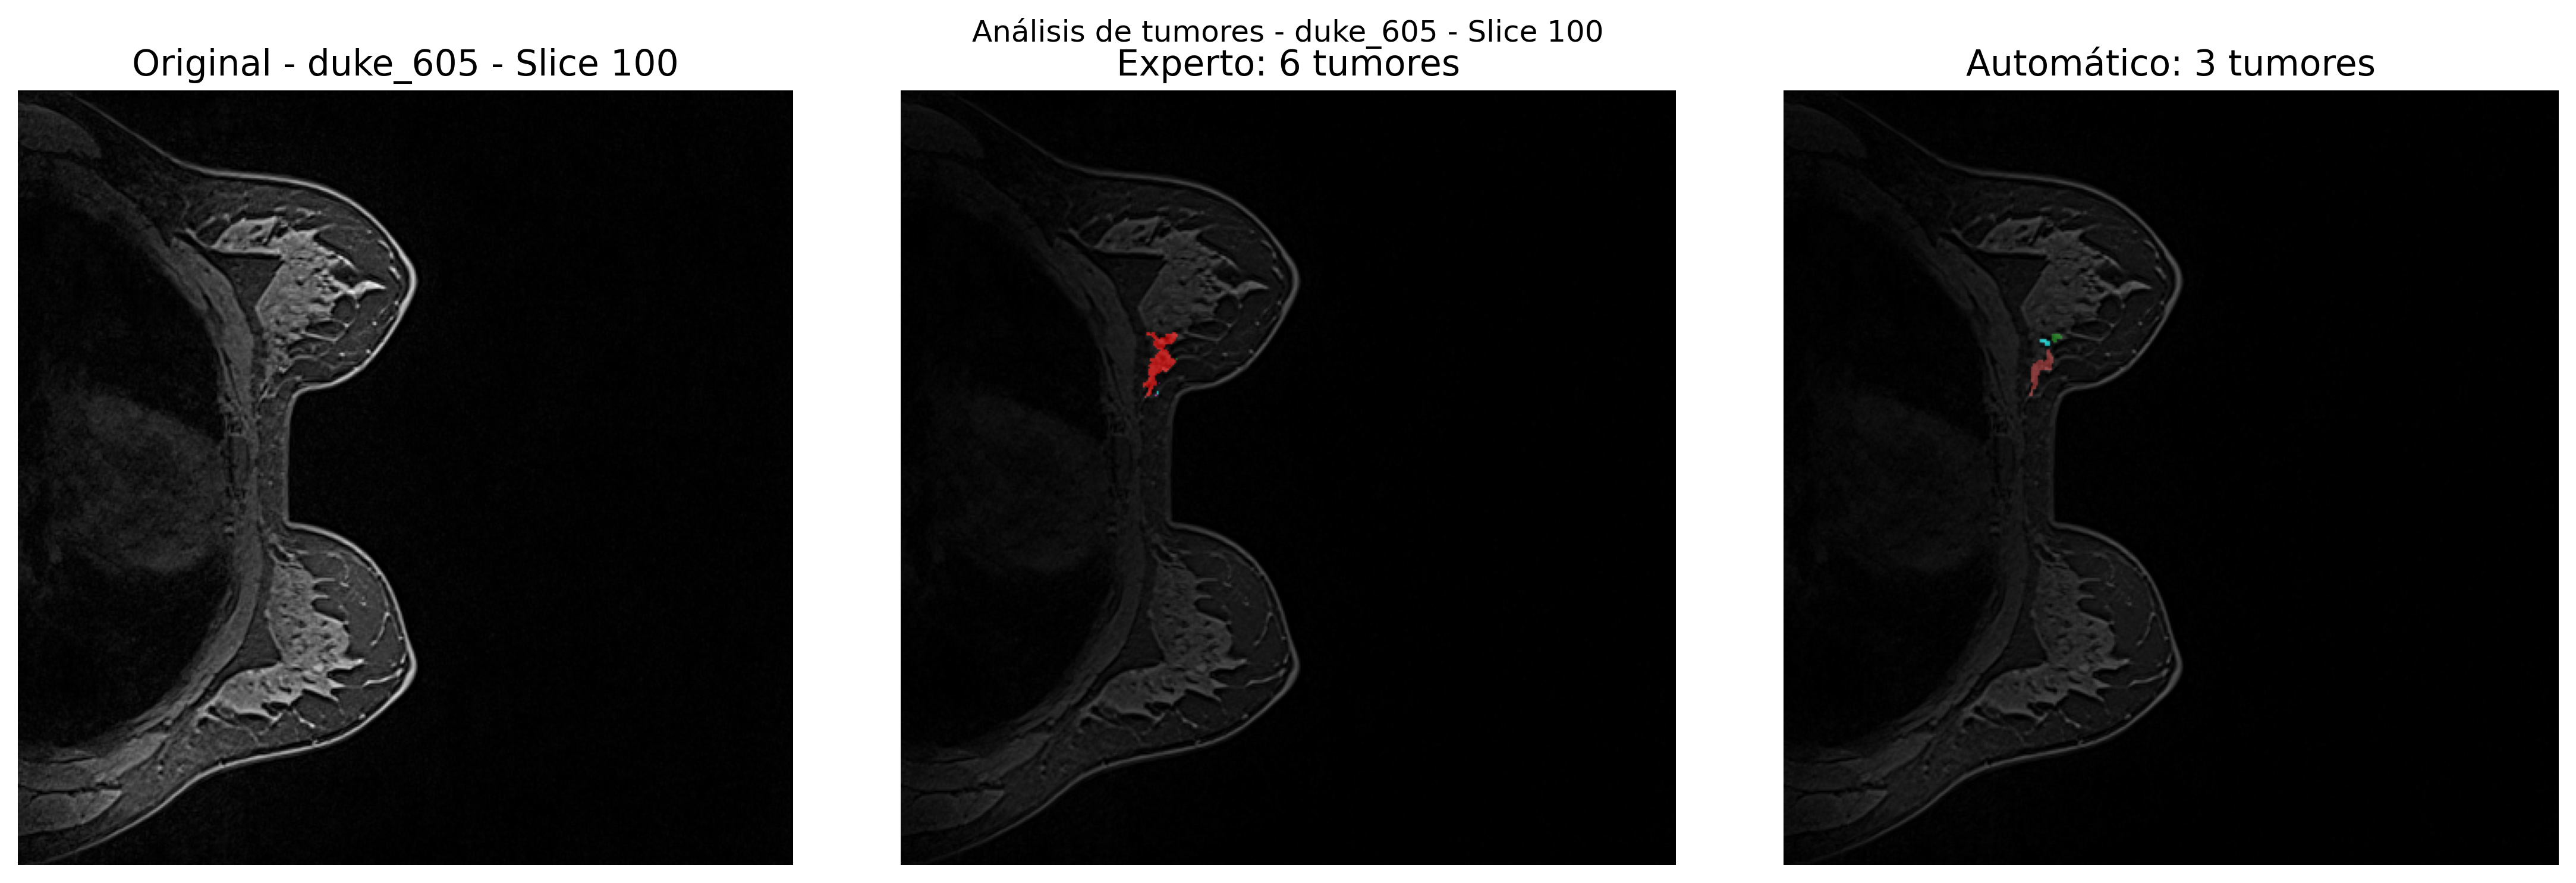 Análisis de tumores - duke_605 - Slice 100
Original - duke_605 - Slice 100
Experto: 6 tumores
Automático: 3 tumores